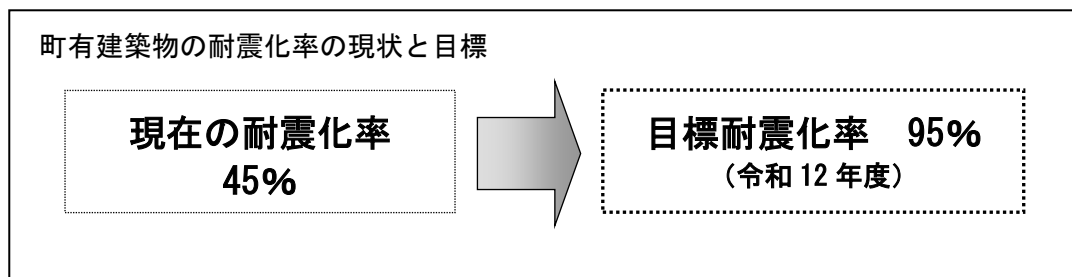 町有建築物の耐震化率の現状と目標
現在の耐震化率
45%
目標耐震化率　95%
（令和 12 年度）